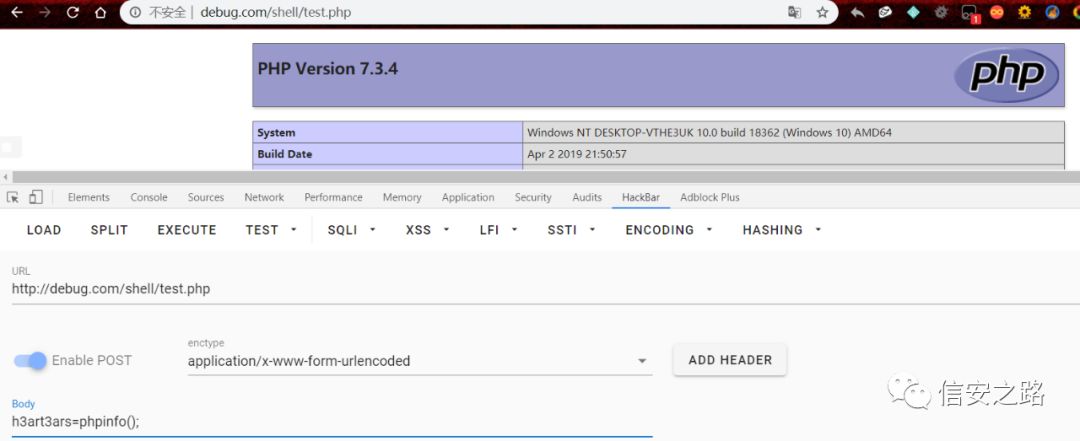 不安全 | debug.com/shell/test.php
1
PHP Version 7.3.4
php
System Windows NT DESKTOP-VTHE3UK 10.0 build 18362 (Windows 10) AMD64
Build Date Apr 2 2019 21:50:57
Elements Console Sources Network Performance Memory Application Security Audits HackBar Adblock Plus
LOAD SPLIT EXECUTE TEST SQLI XSS LFI SSTI ENCODING HASHING
URL
http://debug.com/shell/test.php
enctype
Enable POST application/x-www-form-urlencoded ADD HEADER
信安之路
Body
h3art3ars=phpinfo();